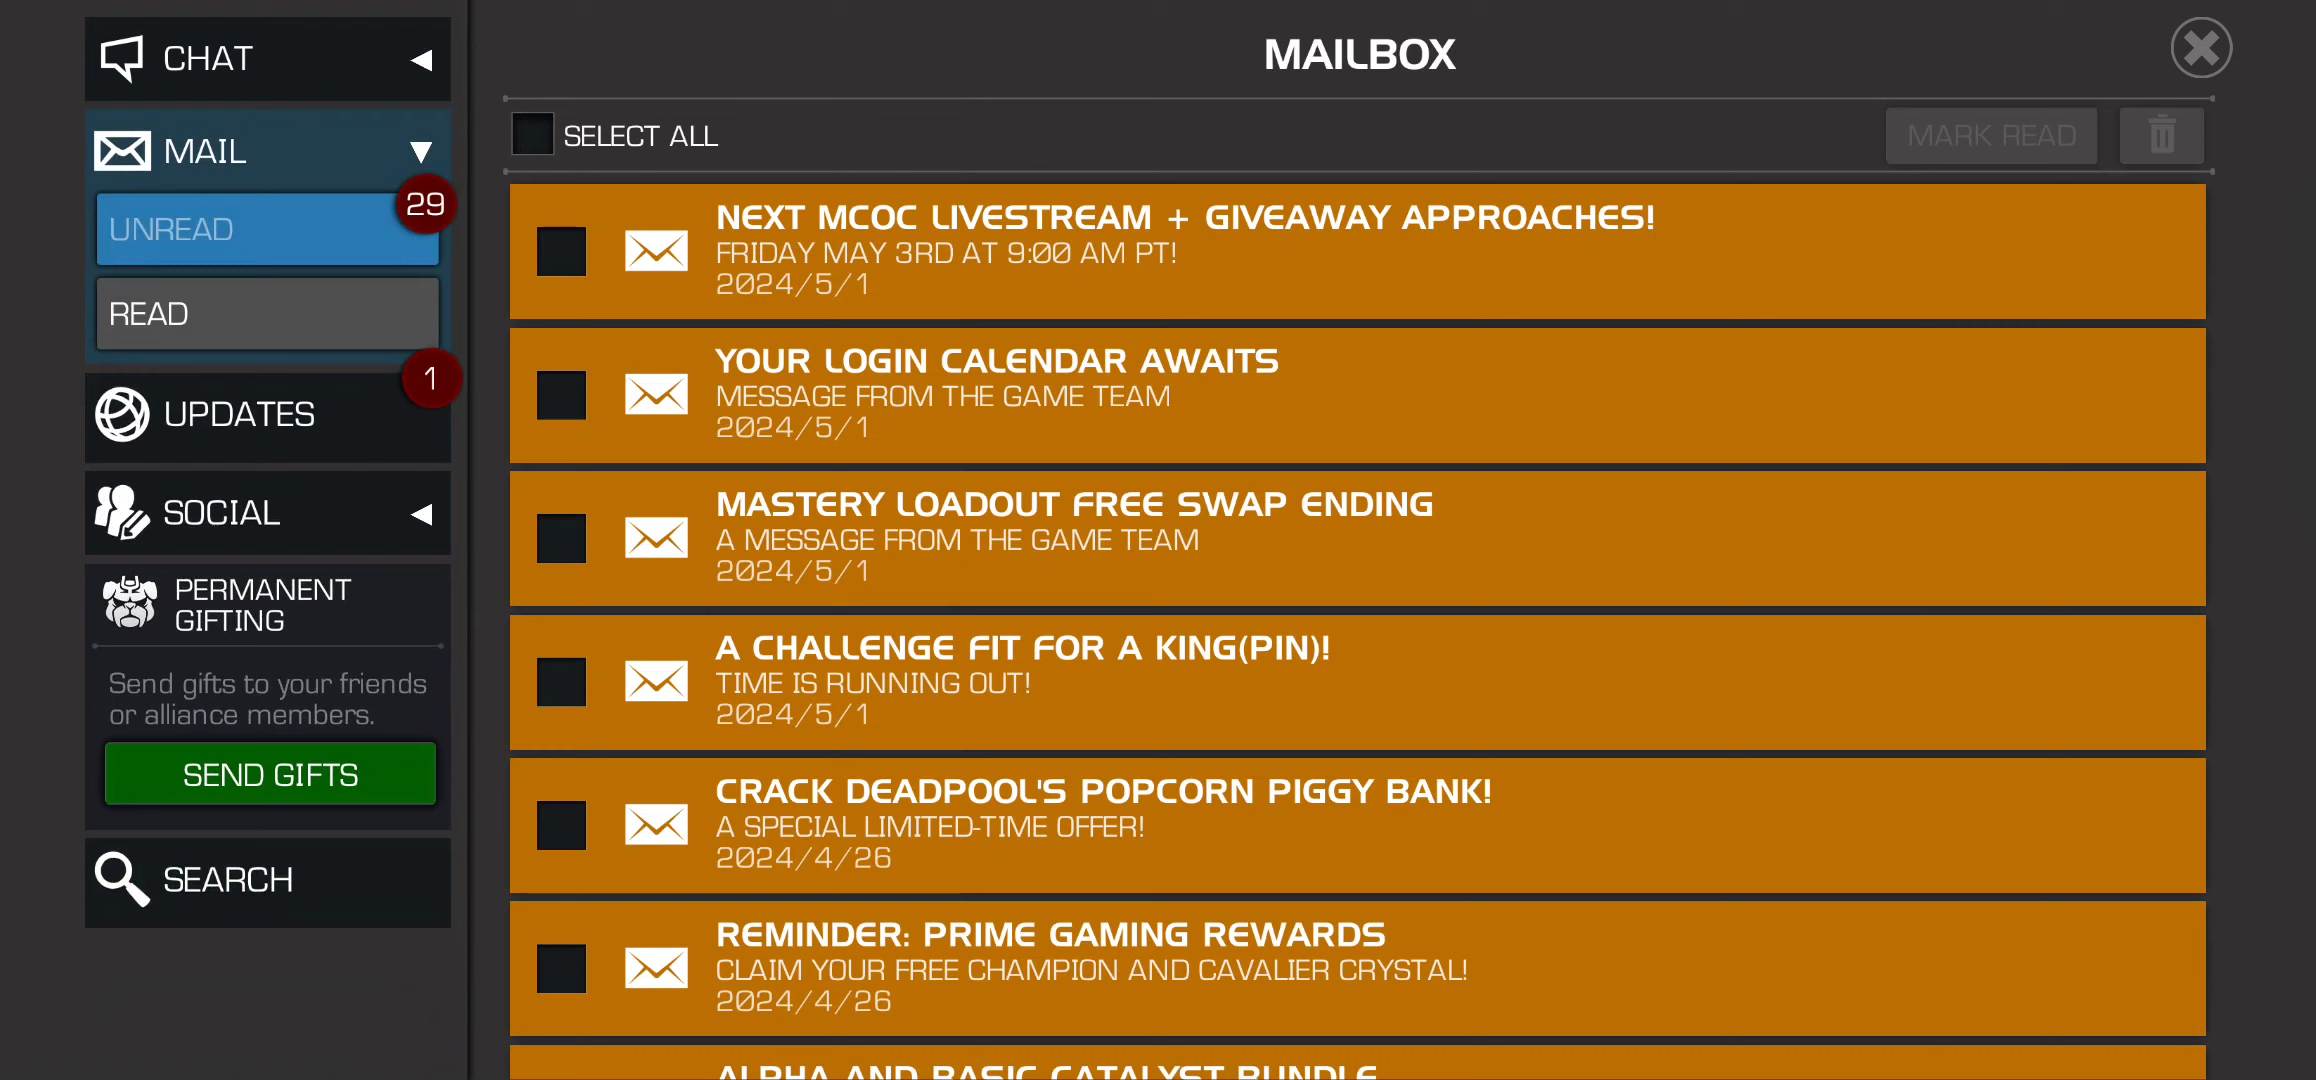 CHAT
MAIL
29
UNREAD
READ
1
UPDATES
SOCIAL
PERMANENT
GIFTING
Send gifts to your friends
or alliance members.
SEND GIFTS
SEARCH
MAILBOX
SELECT ALL
MARK READ
NEXT MCOC LIVESTREAM + GIVEAWAY APPROACHES!
FRIDAY MAY 3RD AT 9:00 AM PT!
2024/5/1
YOUR LOGIN CALENDAR AWAITS
MESSAGE FROM THE GAME TEAM
2024/5/1
MASTERY LOADOUT FREE SWAP ENDING
A MESSAGE FROM THE GAME TEAM
2024/5/1
A CHALLENGE FIT FOR A KING(PIN)!
TIME IS RUNNING OUT!
2024/5/1
CRACK DEADPOOL'S POPCORN PIGGY BANK!
A SPECIAL LIMITED-TIME OFFER!
2024/4/26
REMINDER: PRIME GAMING REWARDS
CLAIM YOUR FREE CHAMPION AND CAVALIER CRYSTAL!
2024/4/26
ALPHA AND BASIC CATALYST BUNDLE